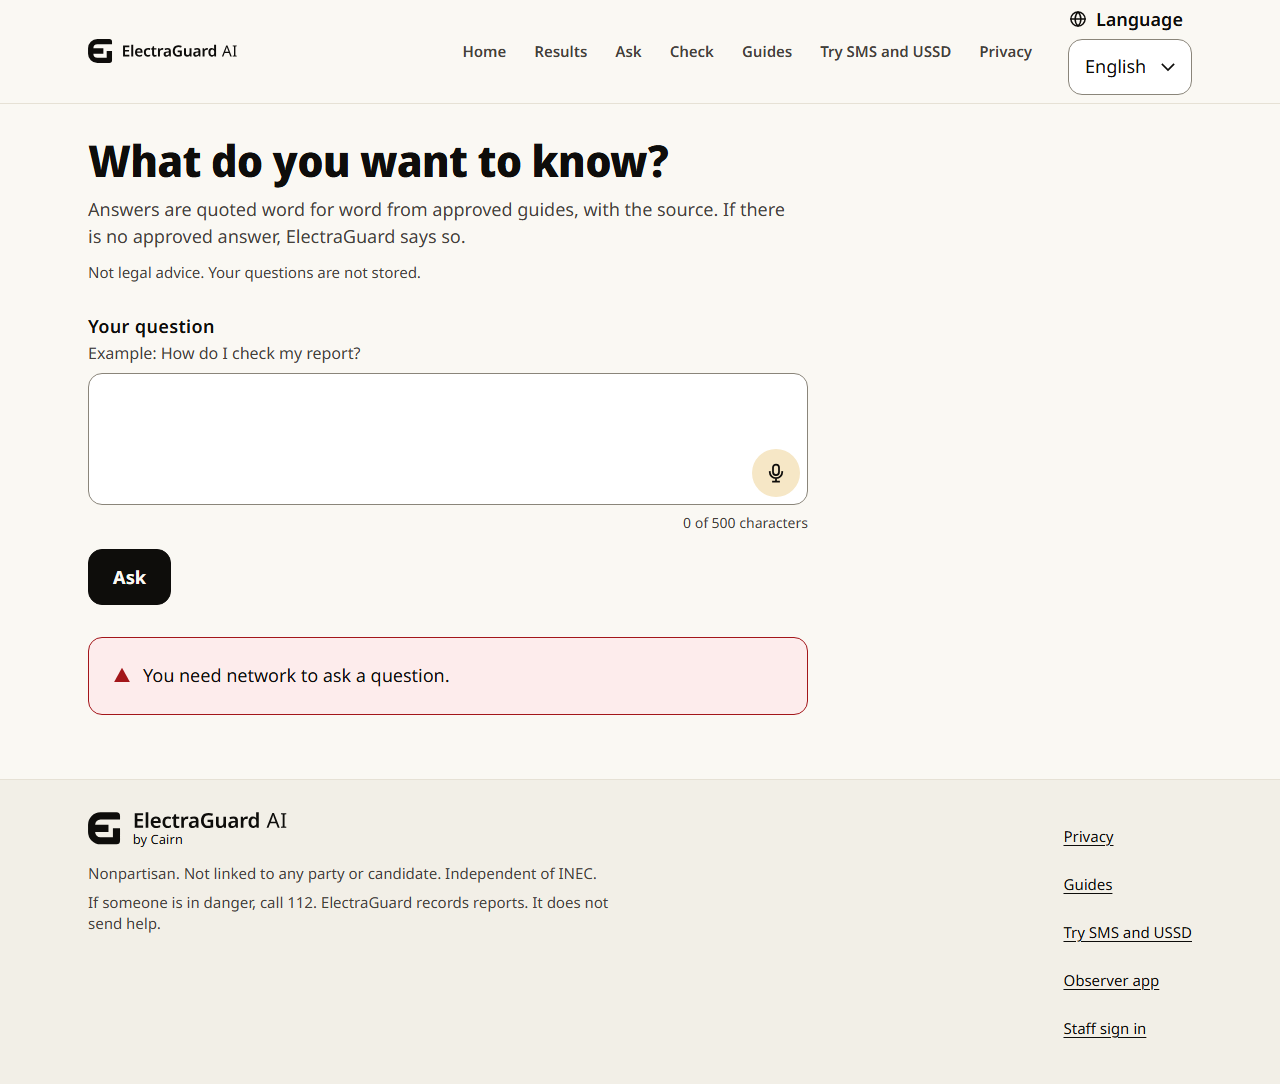 ElectraGuard AI
Home Results Ask Check Guides Try SMS and USSD Privacy
Language
English
What do you want to know?
Answers are quoted word for word from approved guides, with the source. If there
is no approved answer, ElectraGuard says so.
Not legal advice. Your questions are not stored.
Your question
Example: How do I check my report?
0 of 500 characters
Ask
You need network to ask a question.
ElectraGuard AI
by Cairn
Nonpartisan. Not linked to any party or candidate. Independent of INEC.
If someone is in danger, call 112. ElectraGuard records reports. It does not
send help.
Privacy
Guides
Try SMS and USSD
Observer app
Staff sign in